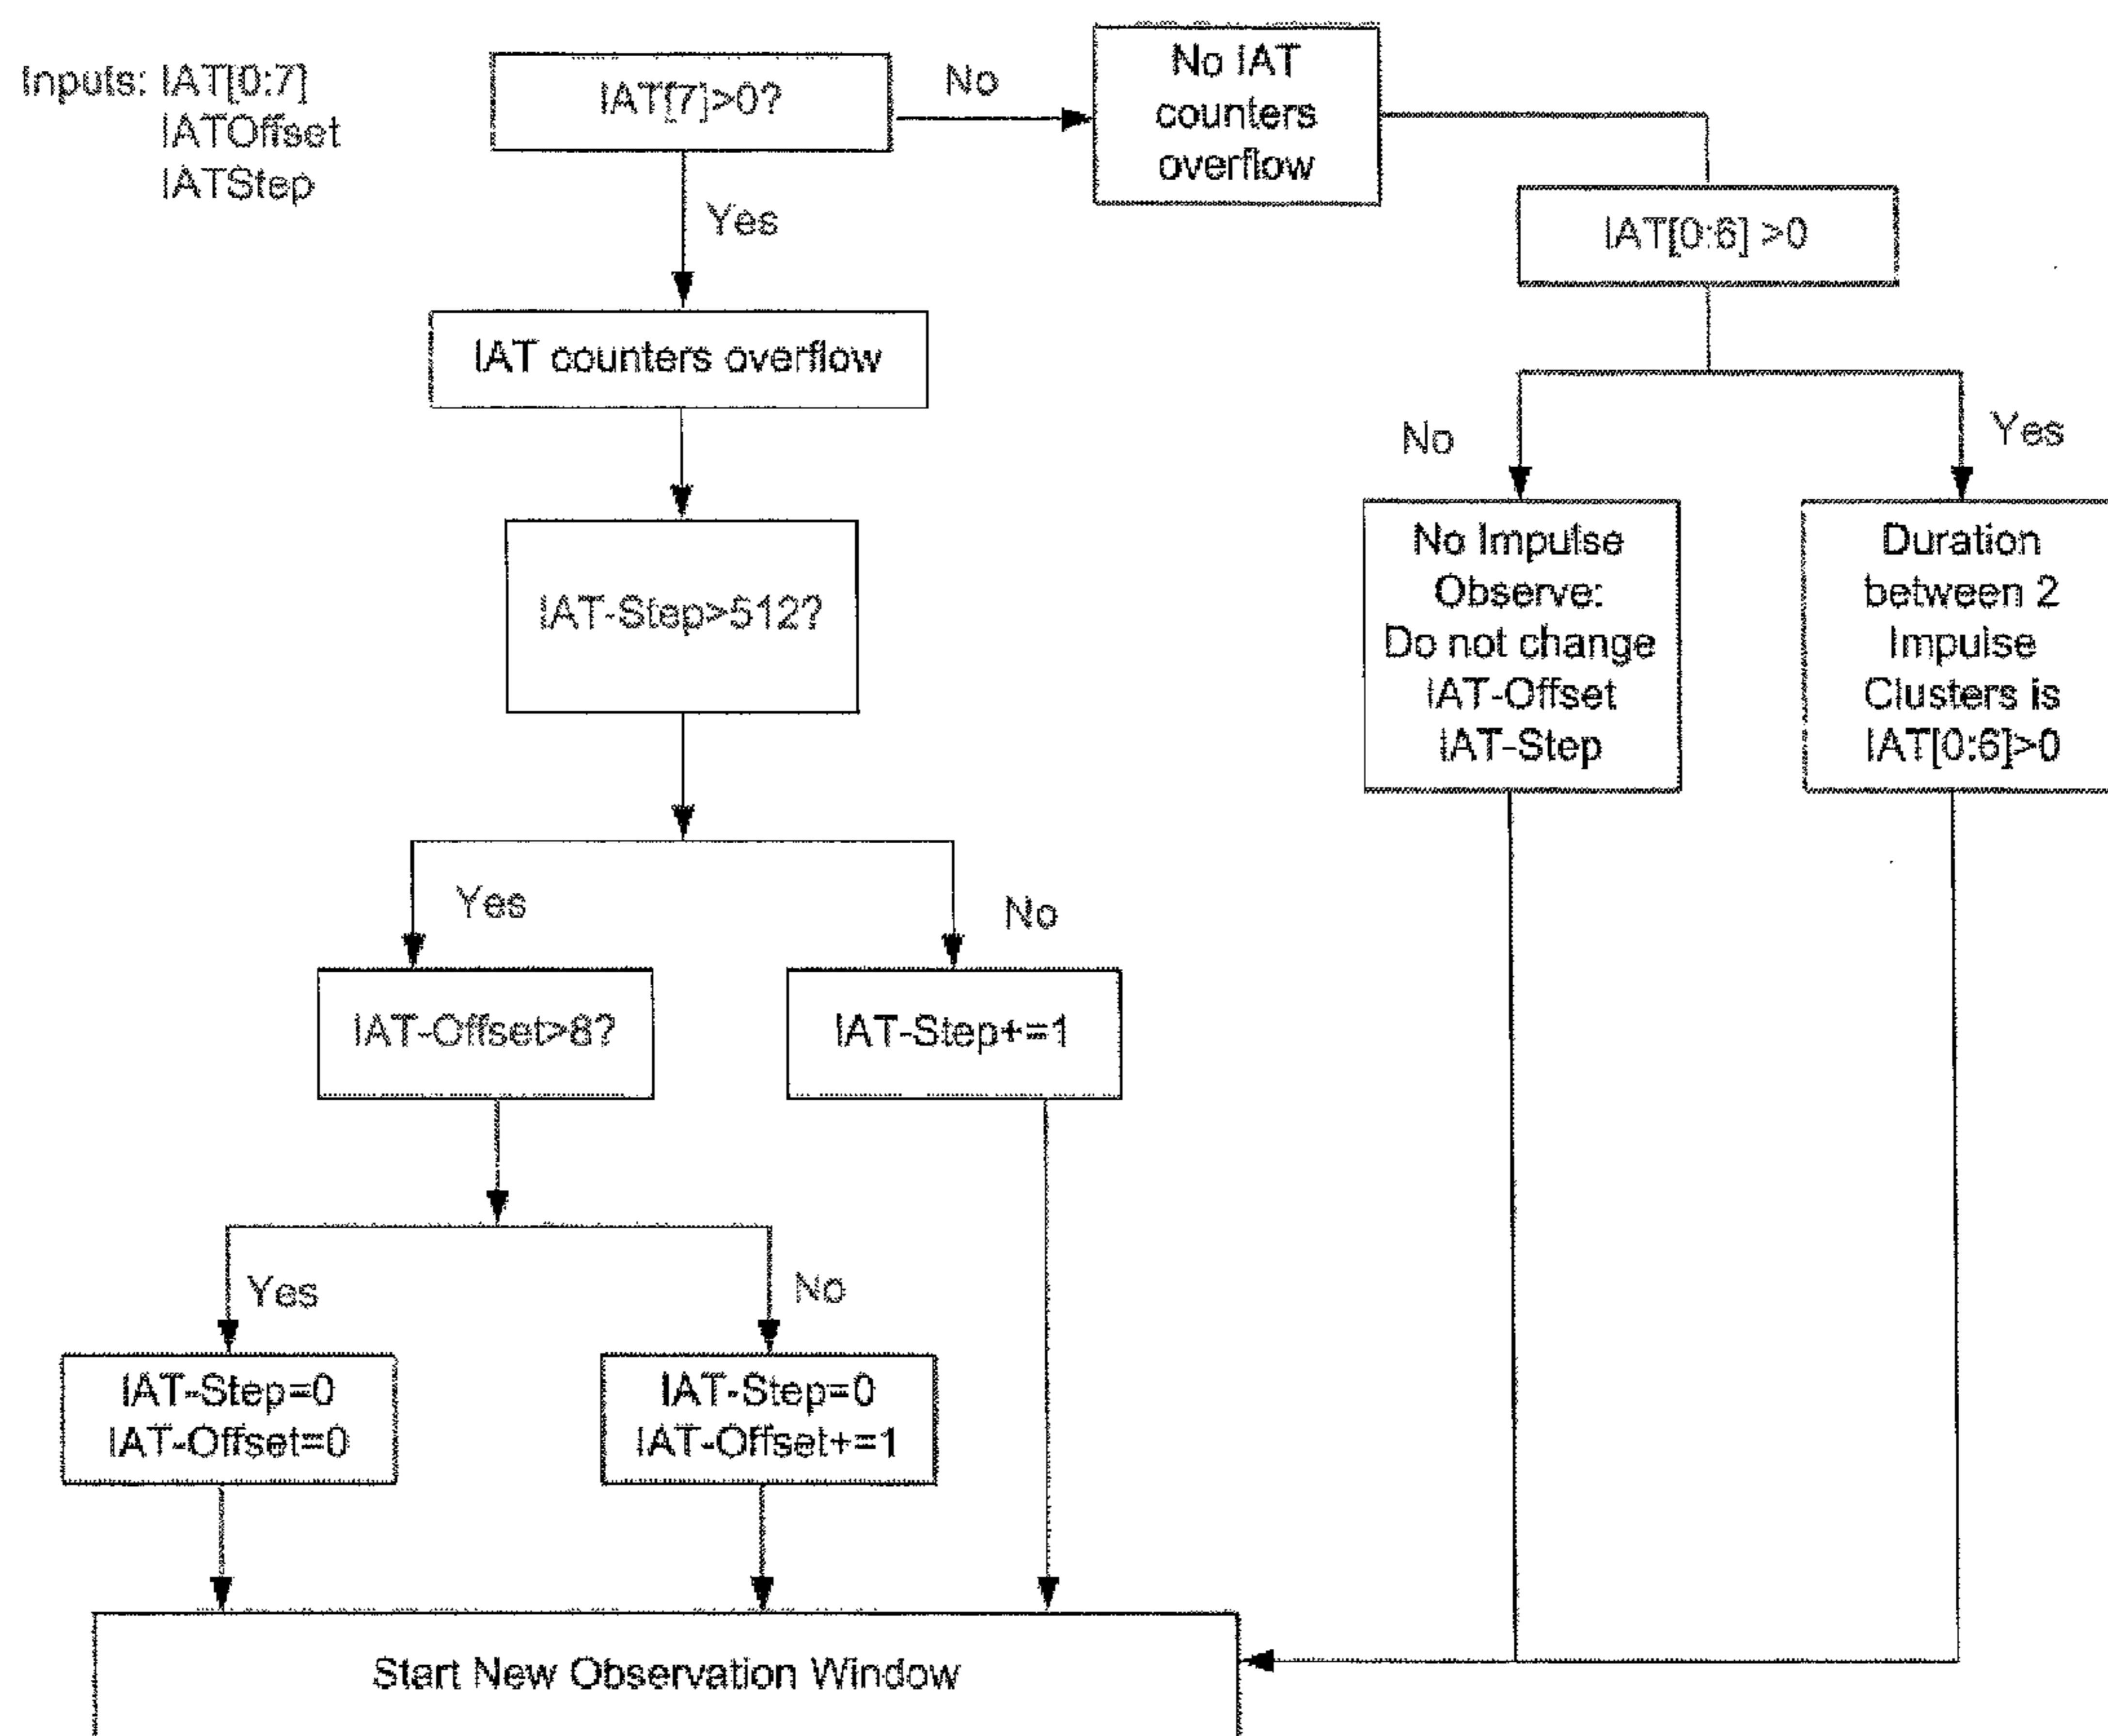 Inputs: IAT[0:7]
IATOffset
IATStep
IAT[7]>0?
No
No IAT
counters
overflow
Yes
IAT[0:6] >0
IAT counters overflow
No
Yes
IAT-Step>512?
No Impulse
Observe:
Do not change
IAT-Offset
IAT-Step
Duration
between 2
Impulse
Clusters is
IAT[0:6]>0
Yes
No
IAT-Offset>8?
IAT-Step+=1
Yes
No
IAT-Step=0
IAT-Offset=0
IAT-Step=0
IAT-Offset+=1
Start New Observation Window